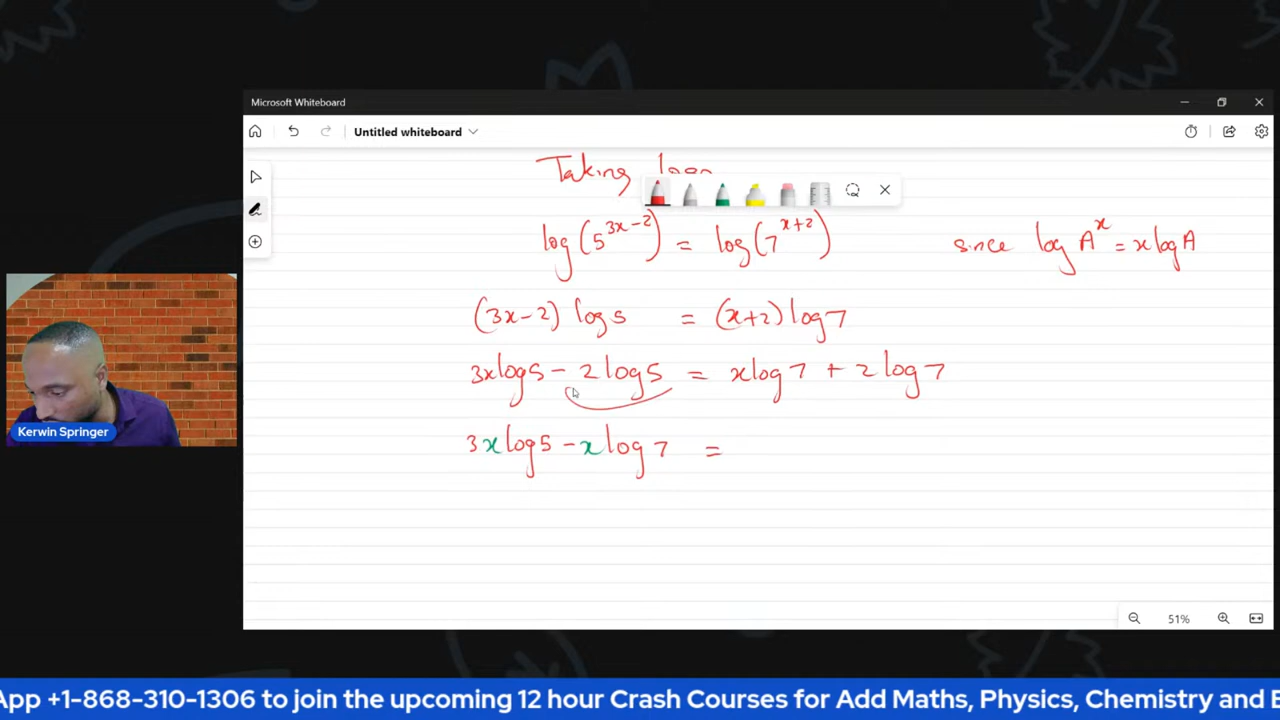 Microsoft Whiteboard
Untitled whiteboard
Taking
log(5^{3x-2}) = log(7^{x+2}) since log A^x = x log A
(3x-2) log 5 = (x+2) log 7
3x log 5 - 2 log 5 = x log 7 + 2 log 7
3x log 5 - x log 7 =
Kerwin Springer
51%
App +1-868-310-1306 to join the upcoming 12 hour Crash Courses for Add Maths, Physics, Chemistry and